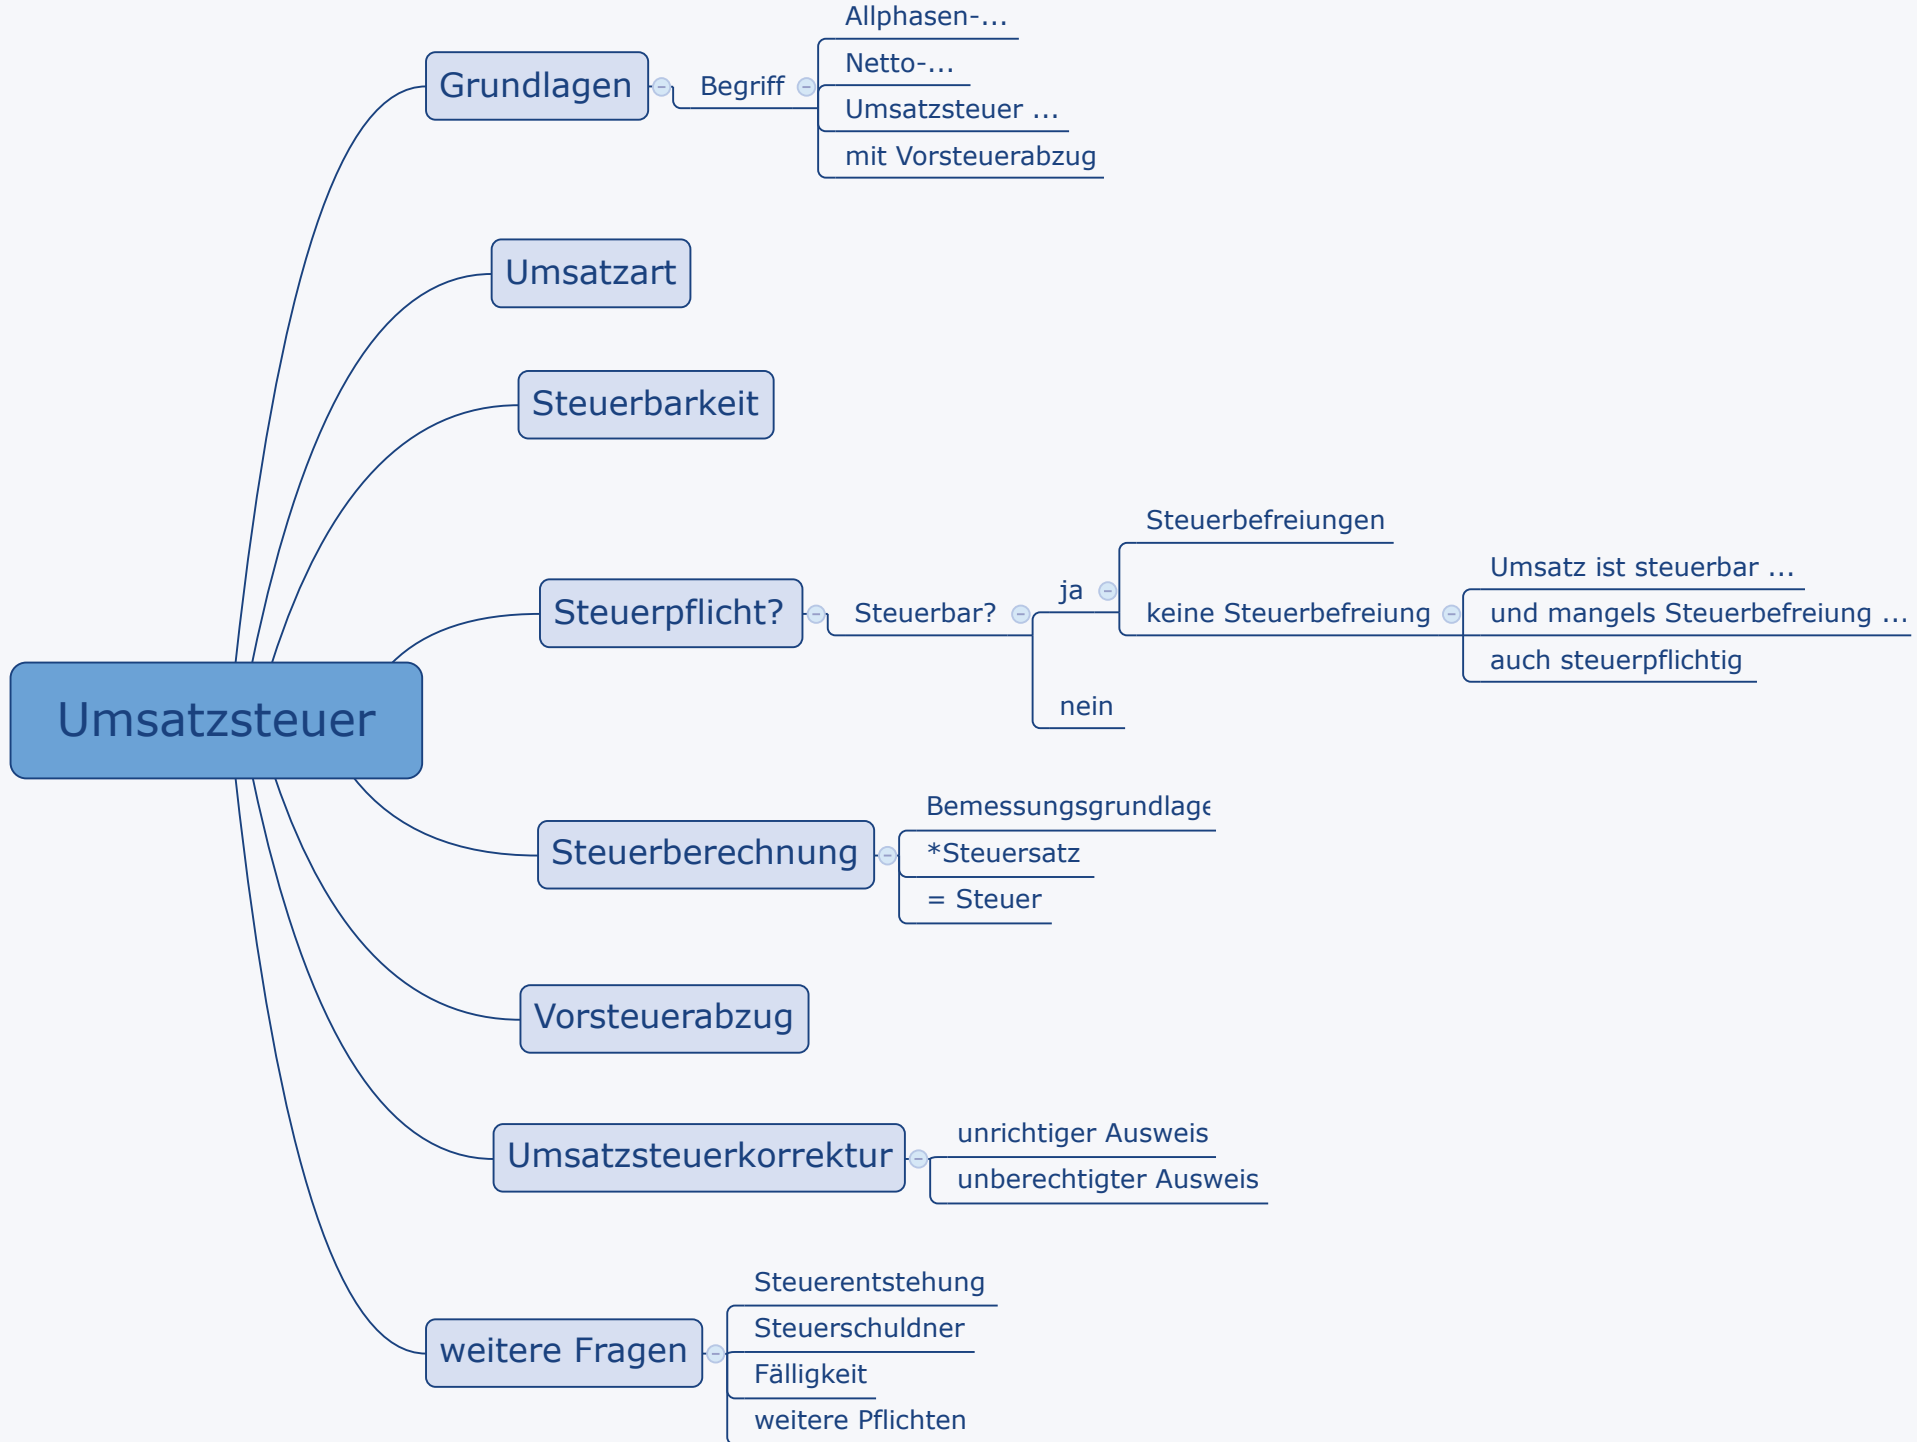 Allphasen-...
Netto-...
Grundlagen
Begriff
Umsatzsteuer ...
mit Vorsteuerabzug
Umsatzart
Steuerbarkeit
Steuerbefreiungen
Umsatz ist steuerbar ...
ja
Steuerpflicht?
Steuerbar?
keine Steuerbefreiung
und mangels Steuerbefreiung ...
auch steuerpflichtig
nein
Umsatzsteuer
Bemessungsgrundlage
Steuerberechnung
*Steuersatz
= Steuer
Vorsteuerabzug
unrichtiger Ausweis
Umsatzsteuerkorrektur
unberechtigter Ausweis
Steuerentstehung
Steuerschuldner
weitere Fragen
Fälligkeit
weitere Pflichten